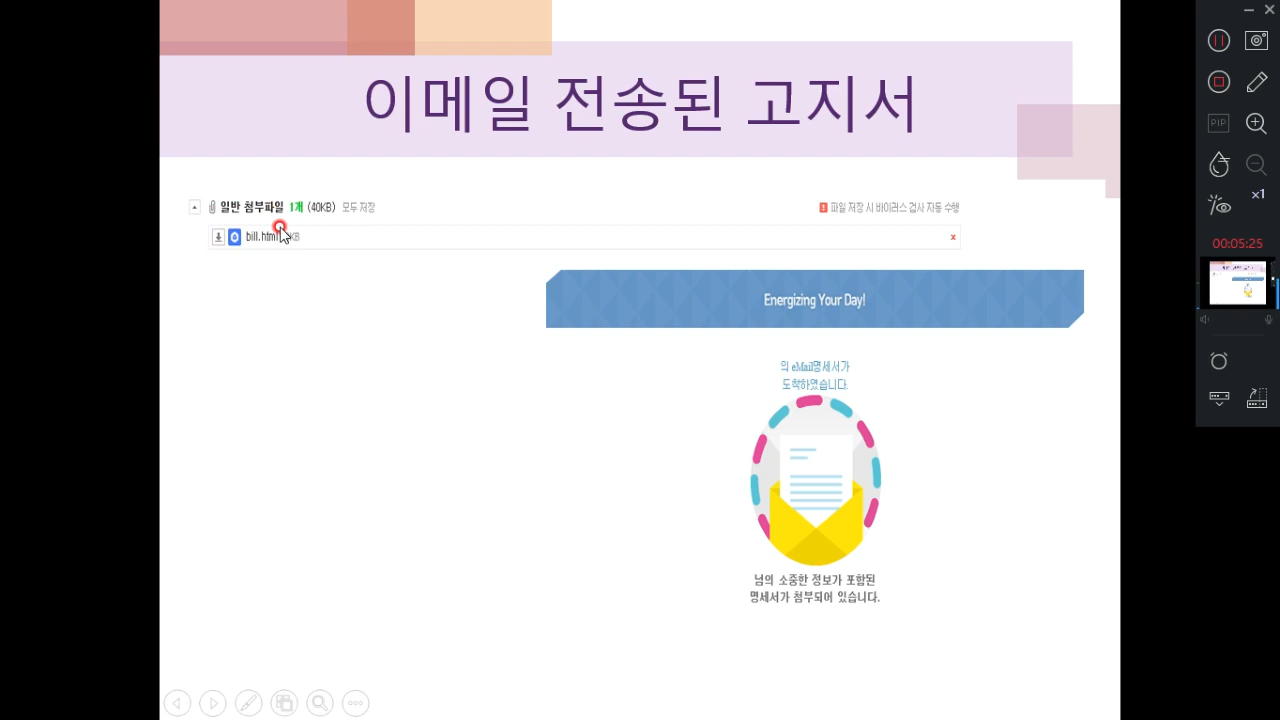 이메일 전송된 고지서
일반 첨부파일 1개 (40KB) 모두 저장
파일 저장 시 바이러스 검사 자동 수행
bill.html KB
x
Energizing Your Day!
의 eMail명세서가
도착하였습니다.
님의 소중한 정보가 포함된
명세서가 첨부되어 있습니다.
PIP
x1
00:05:25